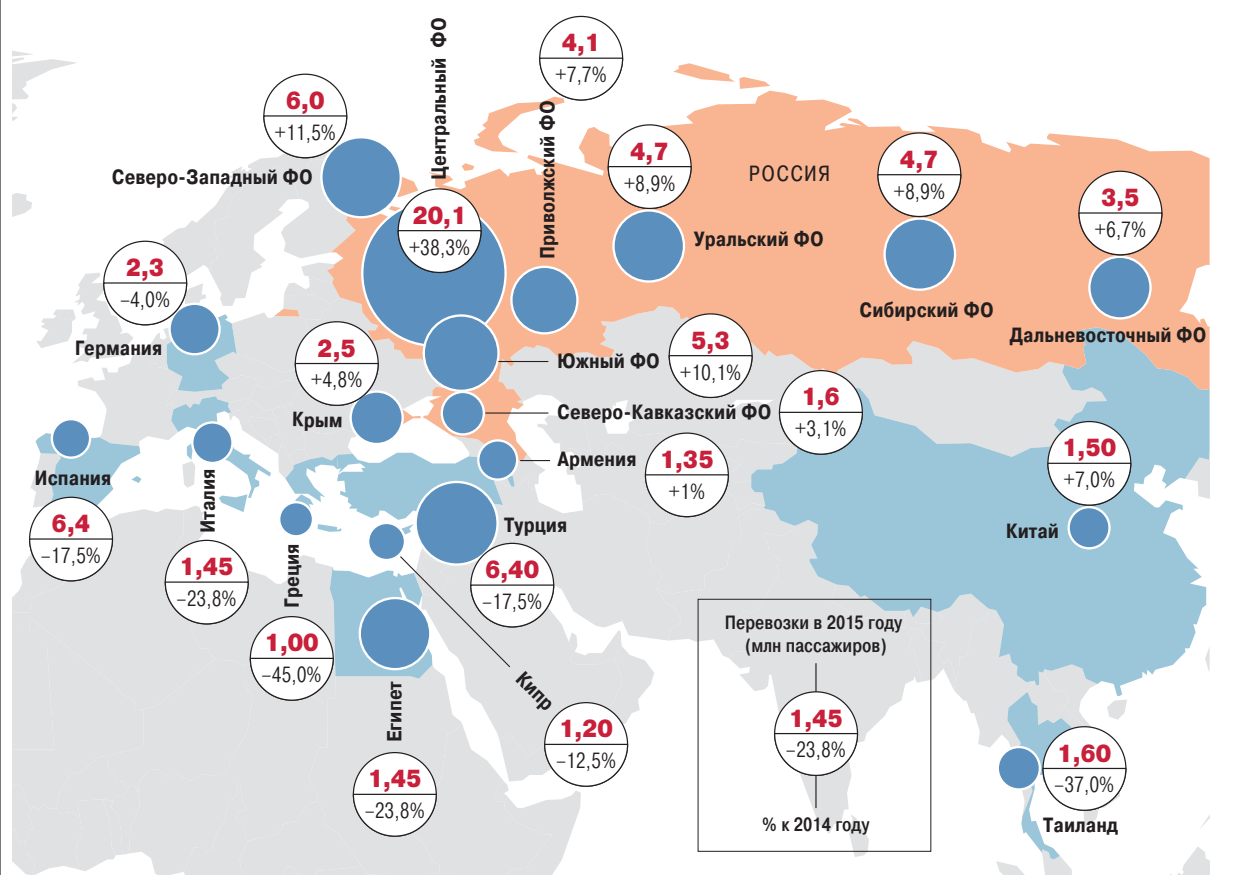 Центральный ФО
4,1
+7,7%
Приволжский ФО
6,0
+11,5%
Северо-Западный ФО
20,1
+38,3%
4,7
+8,9%
Уральский ФО
РОССИЯ
4,7
+8,9%
Сибирский ФО
3,5
+6,7%
Дальневосточный ФО
2,3
−4,0%
Германия
2,5
+4,8%
Крым
Южный ФО
5,3
+10,1%
Северо-Кавказский ФО
1,6
+3,1%
Армения
1,35
+1%
1,50
+7,0%
Китай
Испания
6,4
−17,5%
Италия
1,45
−23,8%
Греция
1,00
−45,0%
Турция
6,40
−17,5%
Кипр
1,20
−12,5%
Египет
1,45
−23,8%
Перевозки в 2015 году
(млн пассажиров)
1,45
−23,8%
% к 2014 году
1,60
−37,0%
Таиланд